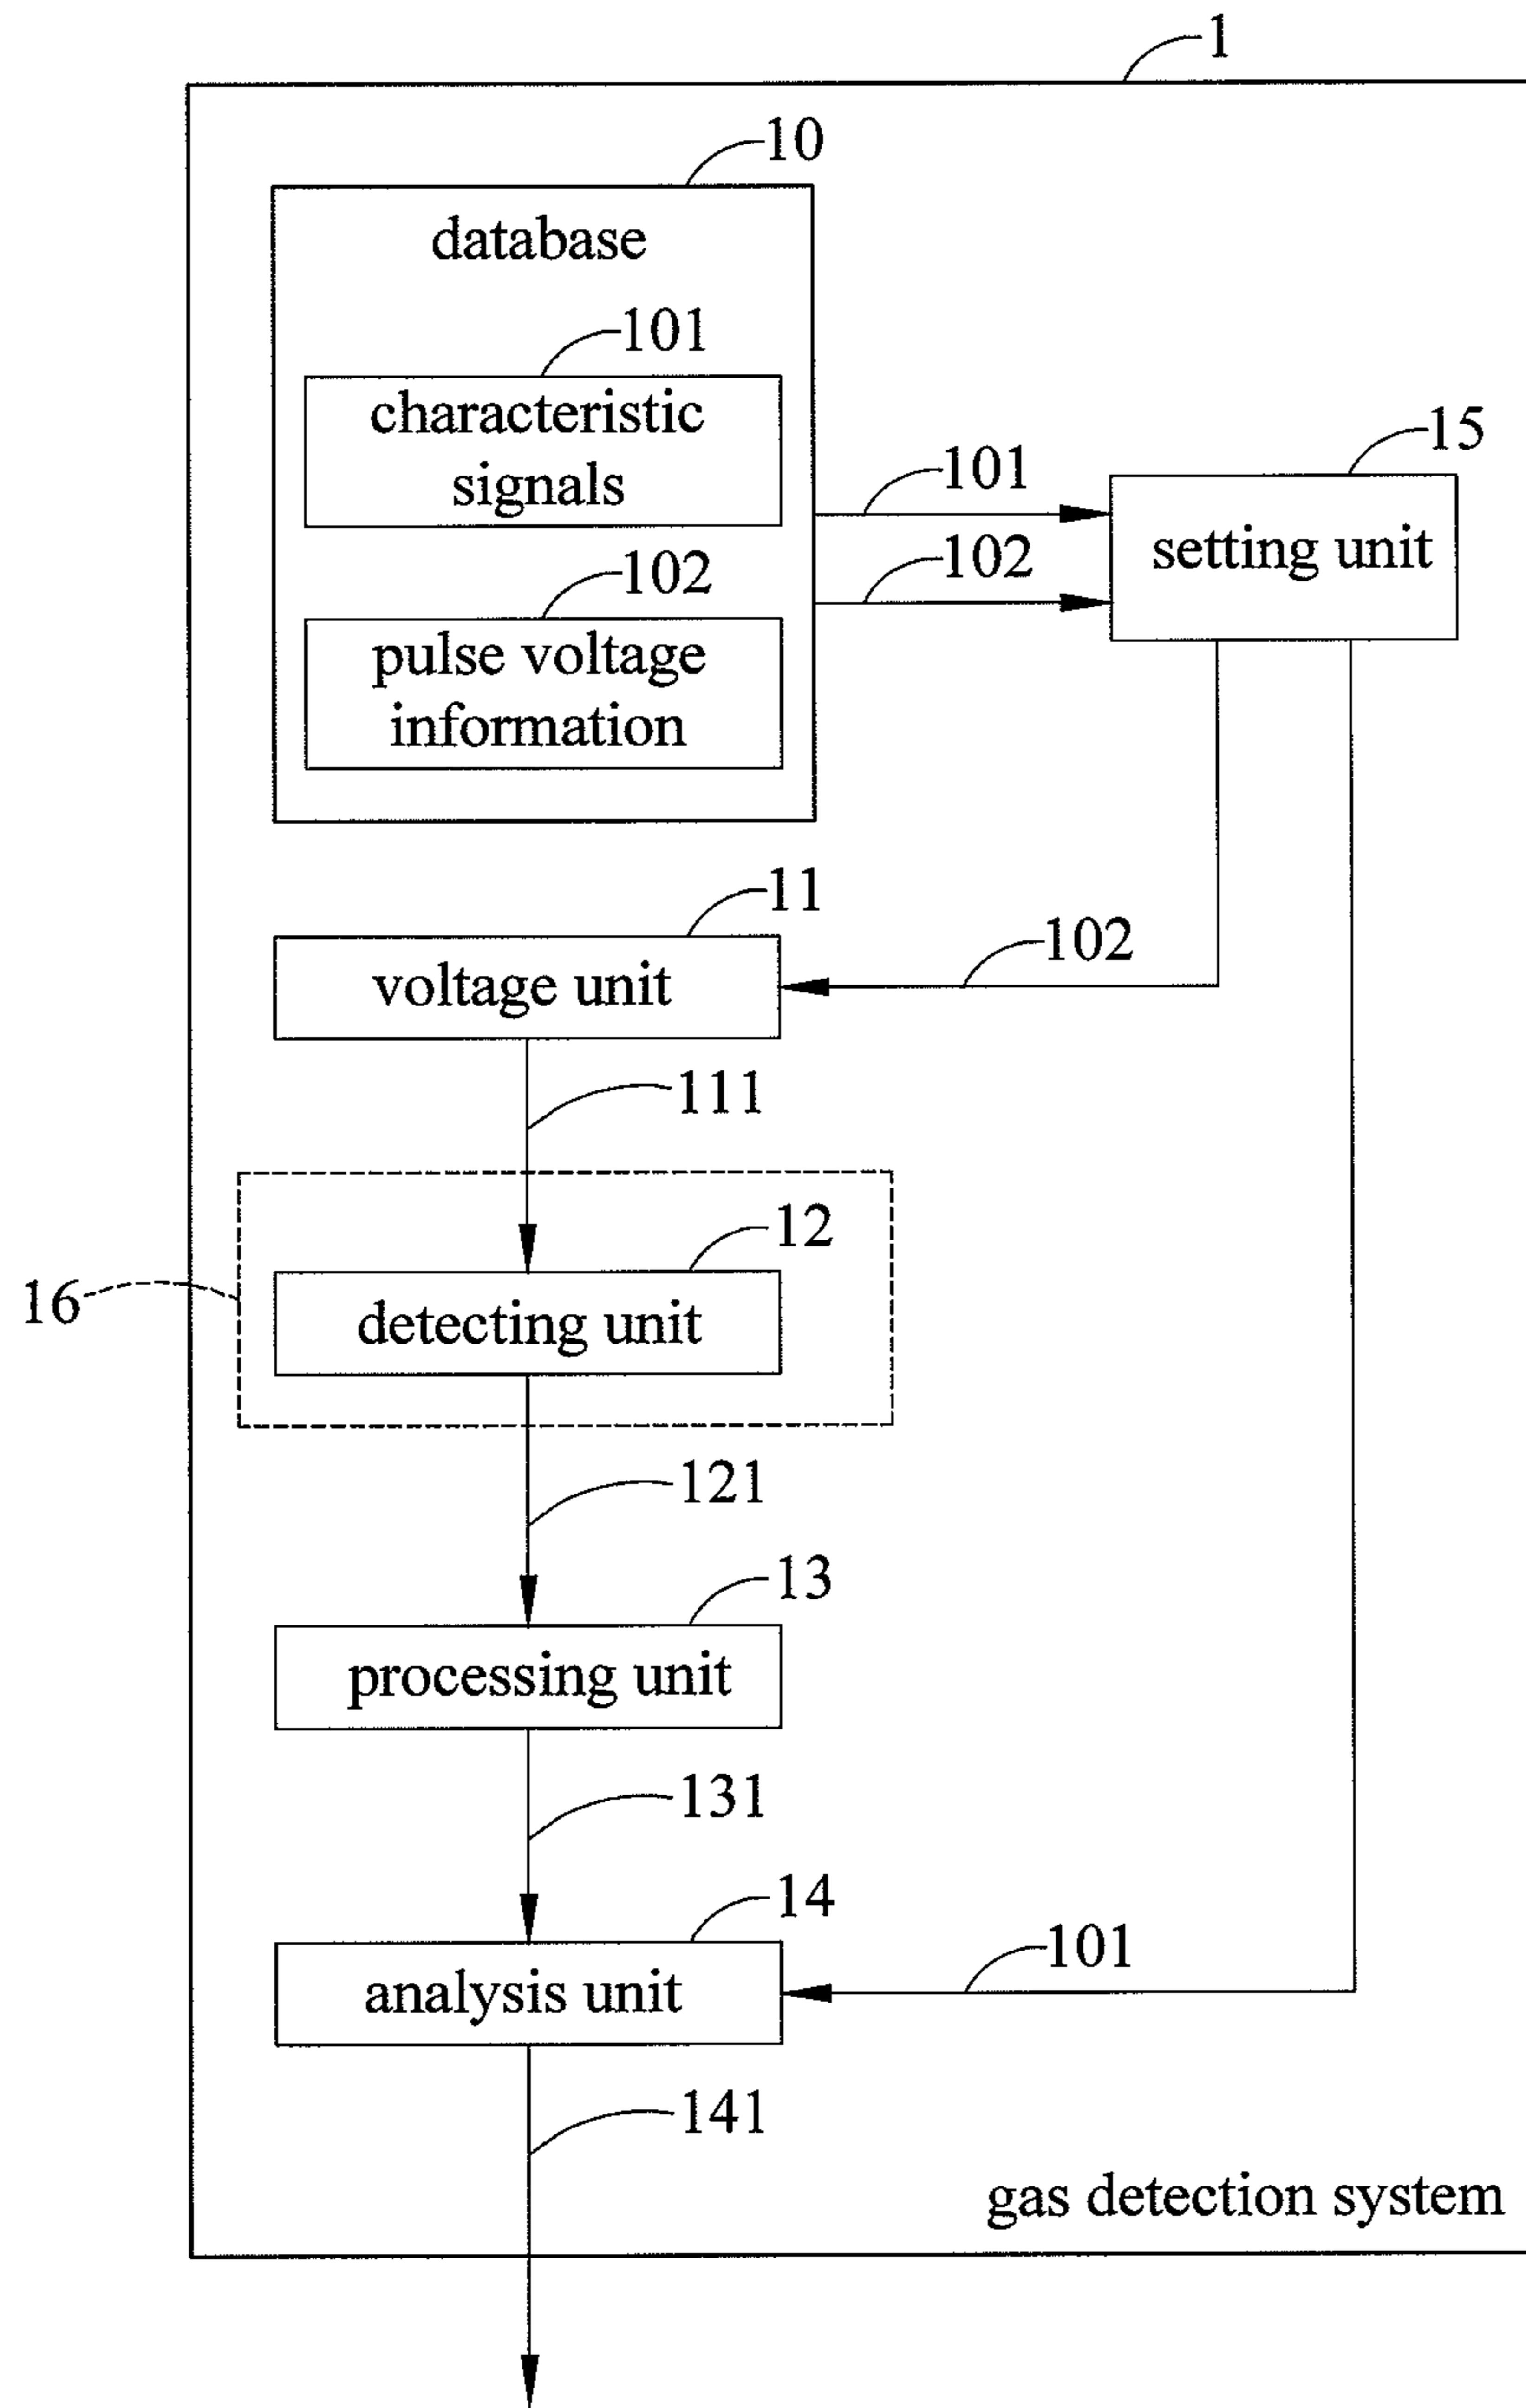 1
10
database
101
characteristic
signals
15
101
setting unit
102
102
pulse voltage
information
11
voltage unit
102
111
12
16
detecting unit
121
13
processing unit
131
14
analysis unit
101
141
gas detection system